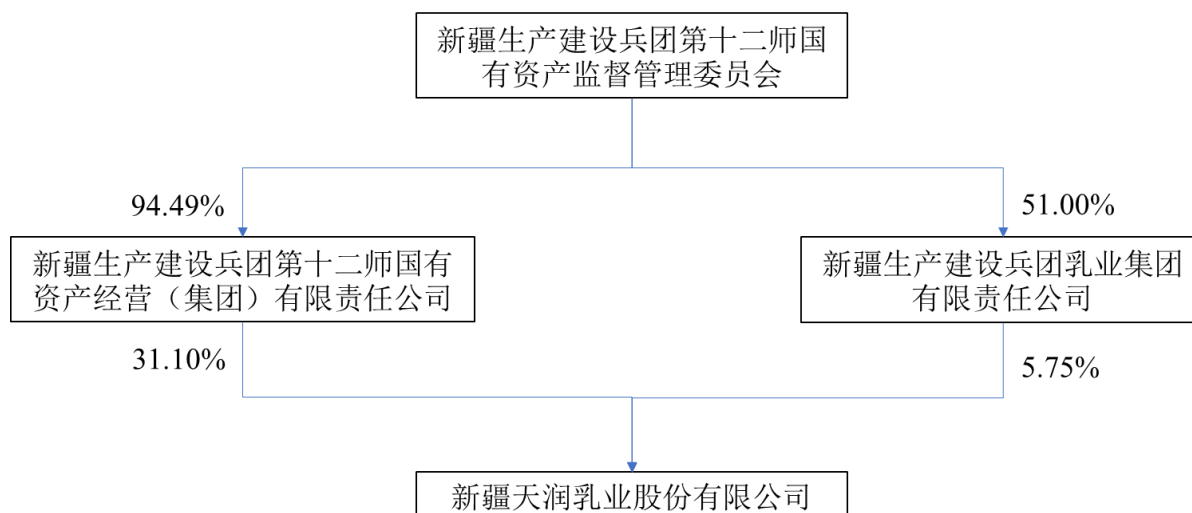 新疆生产建设兵团第十二师国
有资产监督管理委员会
94.49%
51.00%
新疆生产建设兵团第十二师国有
资产经营（集团）有限责任公司
新疆生产建设兵团乳业集团
有限责任公司
31.10%
5.75%
新疆天润乳业股份有限公司